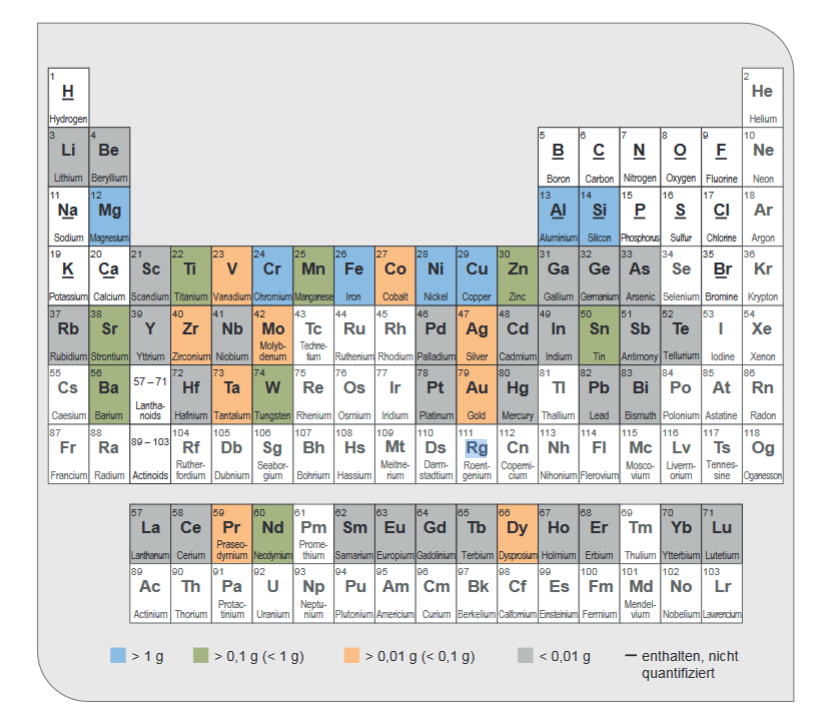 1 2
H He
Hydrogen Helium
3 4 5 6 7 8 9 10
Li Be B C N O F Ne
Lithium Beryllium Boron Carbon Nitrogen Oxygen Fluorine Neon
11 12 13 14 15 16 17 18
Na Mg Al Si P S Cl Ar
Sodium Magnesium Aluminium Silicon Phosphorus Sulfur Chlorine Argon
19 20 21 22 23 24 25 26 27 28 29 30 31 32 33 34 35 36
K Ca Sc Ti V Cr Mn Fe Co Ni Cu Zn Ga Ge As Se Br Kr
Potassium Calcium Scandium Titanium Vanadium Chromium Manganese Iron Cobalt Nickel Copper Zinc Gallium Germanium Arsenic Selenium Bromine Krypton
37 38 39 40 41 42 43 44 45 46 47 48 49 50 51 52 53 54
Rb Sr Y Zr Nb Mo Tc Ru Rh Pd Ag Cd In Sn Sb Te I Xe
Rubidium Strontium Yttrium Zirconium Niobium Molyb-denum Techne-tium Ruthenium Rhodium Palladium Silver Cadmium Indium Tin Antimony Tellurium Iodine Xenon
55 56 57–71 72 73 74 75 76 77 78 79 80 81 82 83 84 85 86
Cs Ba Hf Ta W Re Os Ir Pt Au Hg Tl Pb Bi Po At Rn
Caesium Barium Lantha-noids Hafnium Tantalum Tungsten Rhenium Osmium Iridium Platinum Gold Mercury Thallium Lead Bismuth Polonium Astatine Radon
87 88 89–103 104 105 106 107 108 109 110 111 112 113 114 115 116 117 118
Fr Ra Rf Db Sg Bh Hs Mt Ds Rg Cn Nh Fl Mc Lv Ts Og
Francium Radium Actinoids Ruther-fordium Dubnium Seabor-gium Bohrium Hassium Meitne-rium Darm-stadtium Roent-genium Coperni-cium Nihonium Flerovium Mosco-vium Liverm-orium Tennes-sine Oganesson
57 58 59 60 61 62 63 64 65 66 67 68 69 70 71
La Ce Pr Nd Pm Sm Eu Gd Tb Dy Ho Er Tm Yb Lu
Lanthanum Cerium Praseo-dymium Neodymium Prome-thium Samarium Europium Gadolinium Terbium Dysprosium Holmium Erbium Thulium Ytterbium Lutetium
89 90 91 92 93 94 95 96 97 98 99 100 101 102 103
Ac Th Pa U Np Pu Am Cm Bk Cf Es Fm Md No Lr
Actinium Thorium Protac-tinium Uranium Neptu-nium Plutonium Americium Curium Berkelium Californium Einsteinium Fermium Mendel-vium Nobelium Lawrencium
> 1 g > 0,1 g (< 1 g) > 0,01 g (< 0,1 g) < 0,01 g – enthalten, nicht
quantifiziert